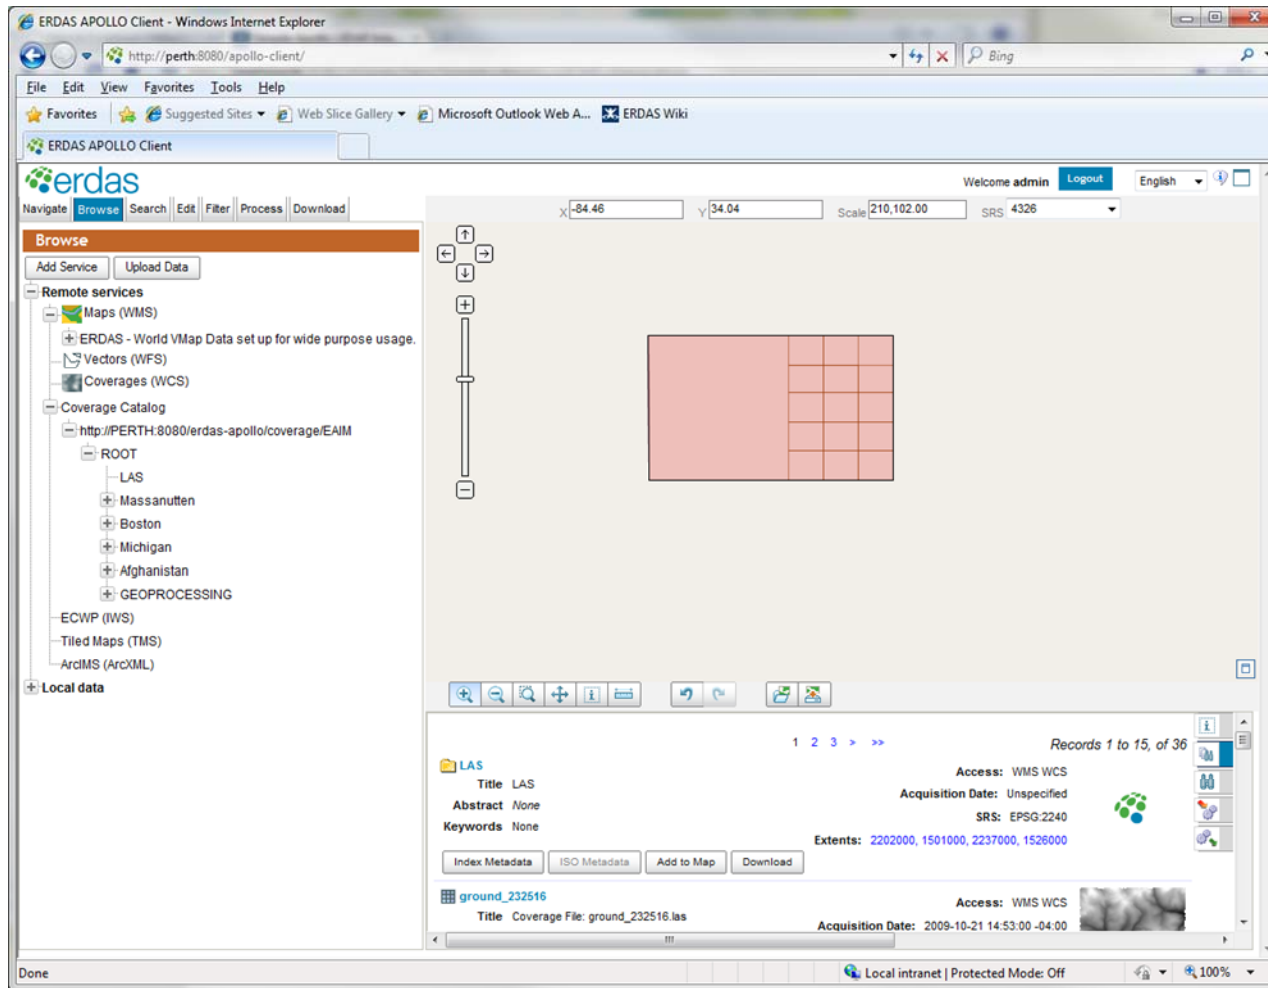 ERDAS APOLLO Client - Windows Internet Explorer
http://perth:8080/apollo-client/
Bing
File Edit View Favorites Tools Help
Favorites Suggested Sites Web Slice Gallery Microsoft Outlook Web A... ERDAS Wiki
ERDAS APOLLO Client
erdas
Welcome admin Logout English
Navigate Browse Search Edit Filter Process Download
X -84.46 Y 34.04 Scale 210,102.00 SRS 4326
Browse
Add Service Upload Data
Remote services
Maps (WMS)
ERDAS - World VMap Data set up for wide purpose usage.
Vectors (WFS)
Coverages (WCS)
Coverage Catalog
http://PERTH:8080/erdas-apollo/coverage/EAIM
ROOT
LAS
Massanutten
Boston
Michigan
Afghanistan
GEOPROCESSING
ECWP (IWS)
Tiled Maps (TMS)
ArcIMS (ArcXML)
Local data
1 2 3 > >>
Records 1 to 15, of 36
LAS
Title LAS
Abstract None
Keywords None
Access: WMS WCS
Acquisition Date: Unspecified
SRS: EPSG:2240
Extents: 2202000, 1501000, 2237000, 1526000
Index Metadata ISO Metadata Add to Map Download
ground_232516
Title Coverage File: ground_232516.las
Access: WMS WCS
Acquisition Date: 2009-10-21 14:53:00 -04:00
Done
Local intranet | Protected Mode: Off
100%